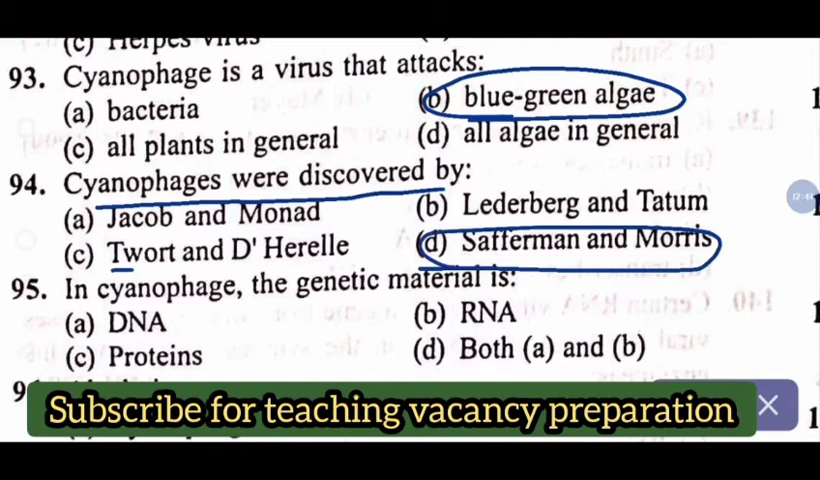 (c) Herpes virus
93. Cyanophage is a virus that attacks:
(a) bacteria (b) blue-green algae
(c) all plants in general (d) all algae in general
94. Cyanophages were discovered by:
(a) Jacob and Monad (b) Lederberg and Tatum
(c) Twort and D' Herelle (d) Safferman and Morris
95. In cyanophage, the genetic material is:
(a) DNA (b) RNA
(c) Proteins (d) Both (a) and (b)
Subscribe for teaching vacancy preparation